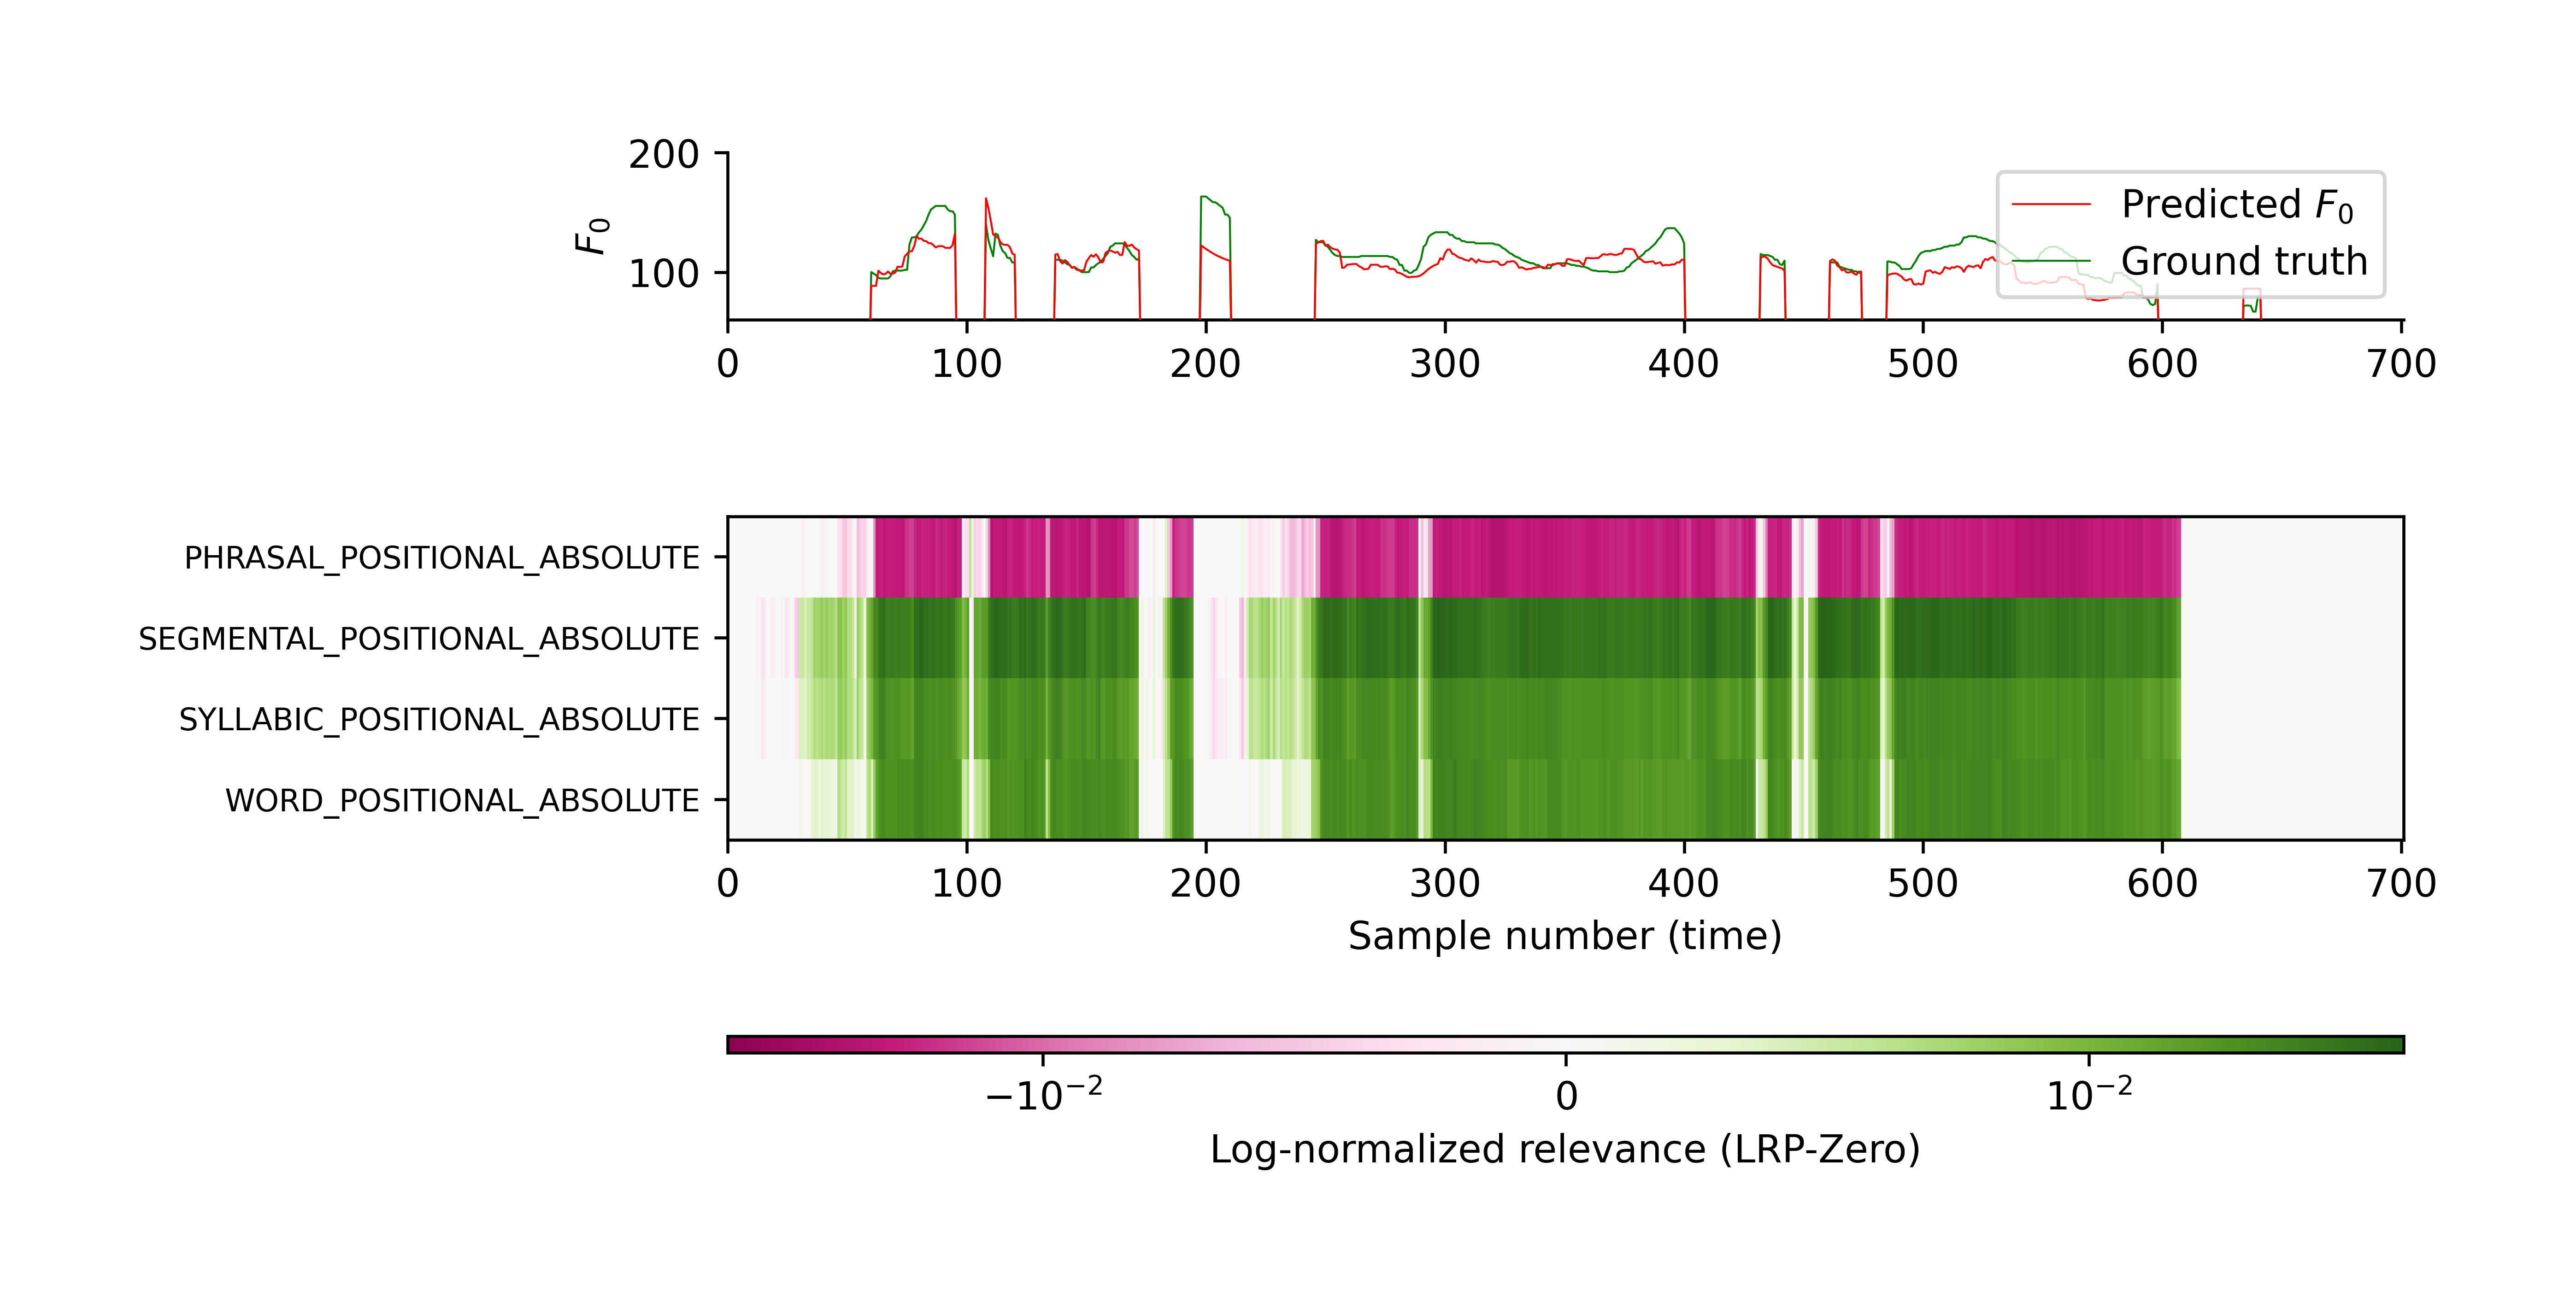 200
100
F0
Predicted F0
Ground truth
0 100 200 300 400 500 600 700
PHRASAL_POSITIONAL_ABSOLUTE
SEGMENTAL_POSITIONAL_ABSOLUTE
SYLLABIC_POSITIONAL_ABSOLUTE
WORD_POSITIONAL_ABSOLUTE
0 100 200 300 400 500 600 700
Sample number (time)
−10⁻² 0 10⁻²
Log-normalized relevance (LRP-Zero)